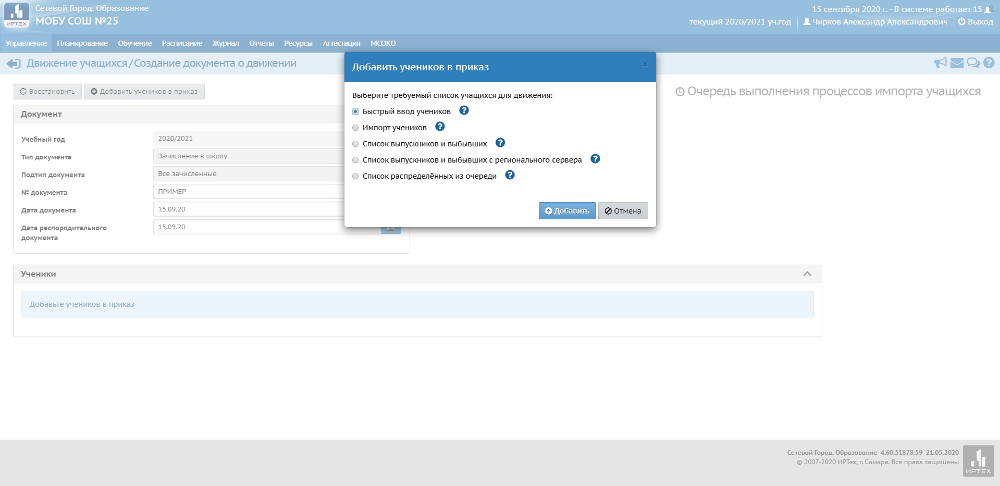 ИРТЕХ
Сетевой Город. Образование
МОБУ СОШ №25
15 сентября 2020 г. - В системе работает 15
текущий 2020/2021 уч.год
Чирков Александр Александрович
Выход
Управление Планирование Обучение Расписание Журнал Отчеты Ресурсы Аттестация МСОКО
Движение учащихся/Создание документа о движении
Восстановить
Добавить учеников в приказ
Очередь выполнения процессов импорта учащихся
Документ
Учебный год 2020/2021
Тип документа Зачисление в школу
Подтип документа Все зачисленные
№ документа ПРИМЕР
Дата документа 15.09.20
Дата распорядительного 15.09.20
документа
Добавить учеников в приказ ×
Выберите требуемый список учащихся для движения:
Быстрый ввод учеников ?
Импорт учеников ?
Список выпускников и выбывших ?
Список выпускников и выбывших с регионального сервера ?
Список распределённых из очереди ?
Добавить Отмена
Ученики
Добавьте учеников в приказ
Сетевой Город. Образование 4.60.51878.59 21.05.2020
© 2007-2020 ИРТех, г. Самара. Все права защищены
ИРТЕХ